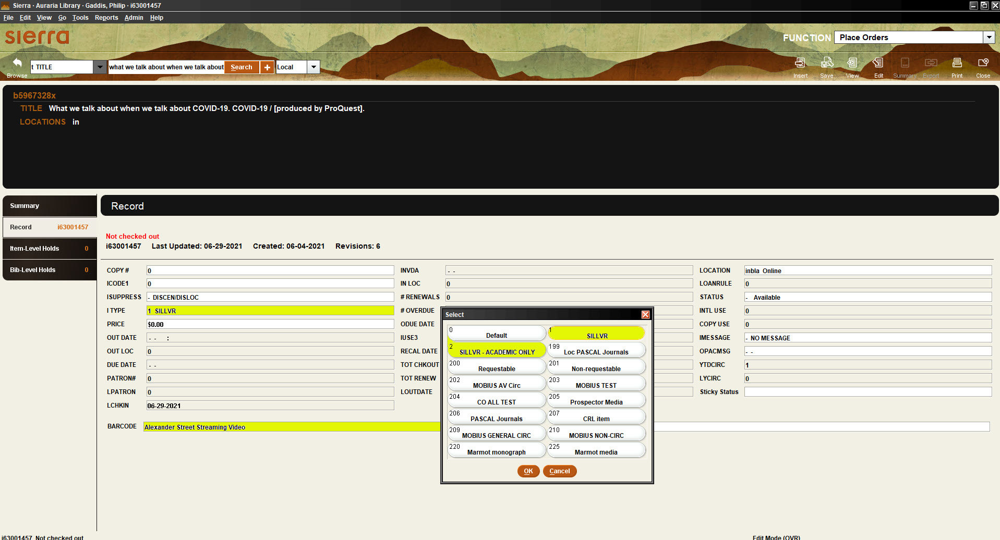 Sierra · Auraria Library · Gaddis, Philip · i63001457
File Edit View Go Tools Reports Admin Help
sierra
FUNCTION Place Orders
Browse
t TITLE
what we talk about when we talk about
Search
+
Local
Insert Save View Edit Summary Export Print Close
b5967328x
TITLE What we talk about when we talk about COVID-19. COVID-19 / [produced by ProQuest].
LOCATIONS in
Summary
Record i63001457
Item-Level Holds 0
Bib-Level Holds 0
Record
Not checked out
i63001457 Last Updated: 06-29-2021 Created: 06-04-2021 Revisions: 6
COPY # 0 INVDA - - LOCATION inbla Online
ICODE1 0 IN LOC 0 LOANRULE 0
ISUPPRESS - DISCEN/DISLOC # RENEWALS 0 STATUS - Available
I TYPE 1 SILLVR # OVERDUE INTL USE 0
PRICE $0.00 ODUE DATE COPY USE 0
OUT DATE - - : IUSE3 IMESSAGE - NO MESSAGE
OUT LOC 0 RECAL DATE OPACMSG - -
DUE DATE - - TOT CHKOUT YTDCIRC 1
PATRON# 0 TOT RENEW LYCIRC 0
LPATRON 0 LOUTDATE Sticky Status
LCHKIN 06-29-2021
BARCODE Alexander Street Streaming Video
Select
0 Default 1 SILLVR
2 SILLVR - ACADEMIC ONLY 199 Loc PASCAL Journals
200 Requestable 201 Non-requestable
202 MOBIUS AV Circ 203 MOBIUS TEST
204 CO ALL TEST 205 Prospector Media
206 PASCAL Journals 207 CRL item
209 MOBIUS GENERAL CIRC 210 MOBIUS NON-CIRC
220 Marmot monograph 225 Marmot media
OK Cancel
i63001457 Not checked out Edit Mode (OVR)